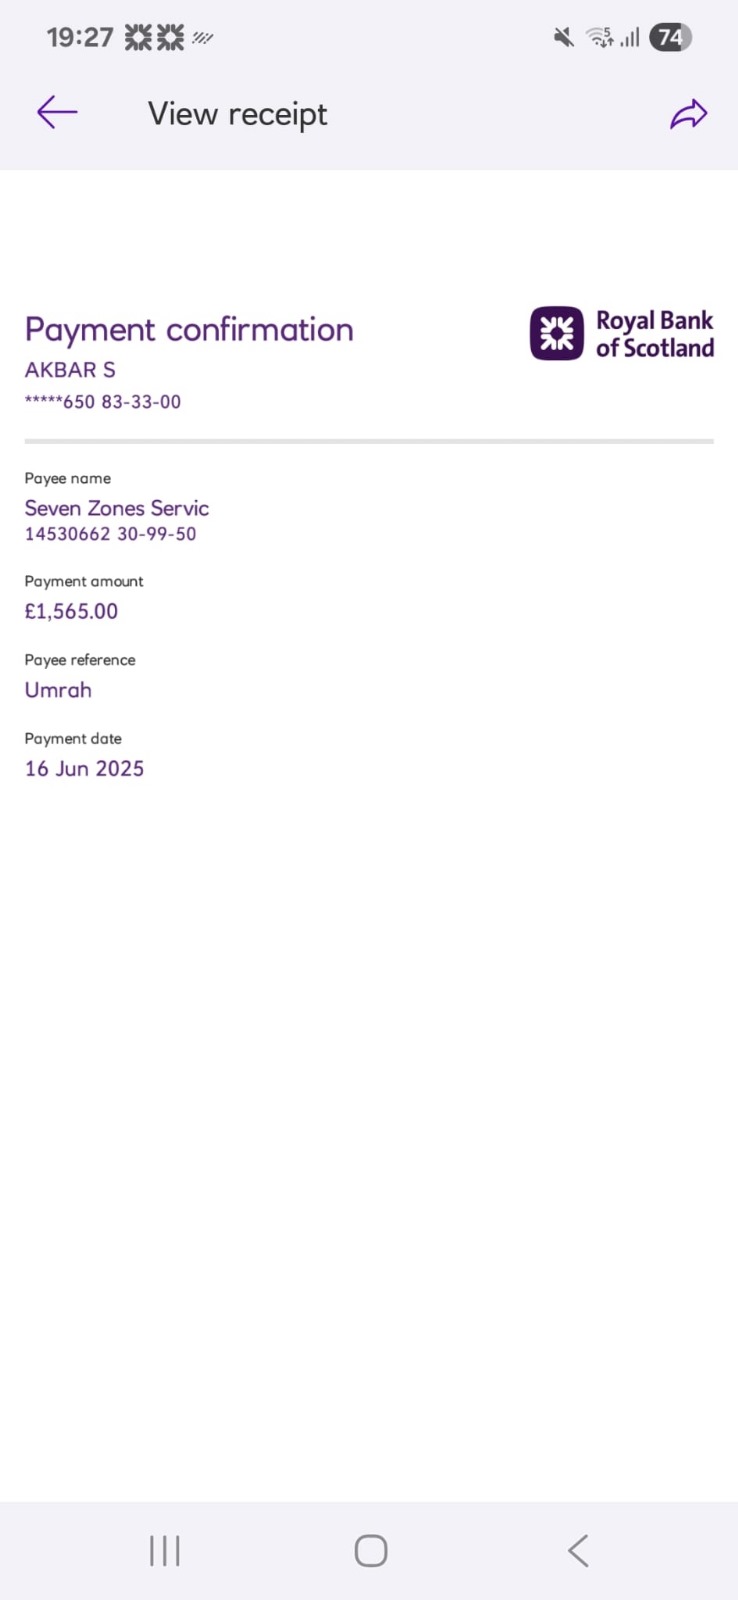 19:27
5
74
View receipt
Payment confirmation
Royal Bank
of Scotland
AKBAR S
*****650 83-33-00
Payee name
Seven Zones Servic
14530662 30-99-50
Payment amount
£1,565.00
Payee reference
Umrah
Payment date
16 Jun 2025